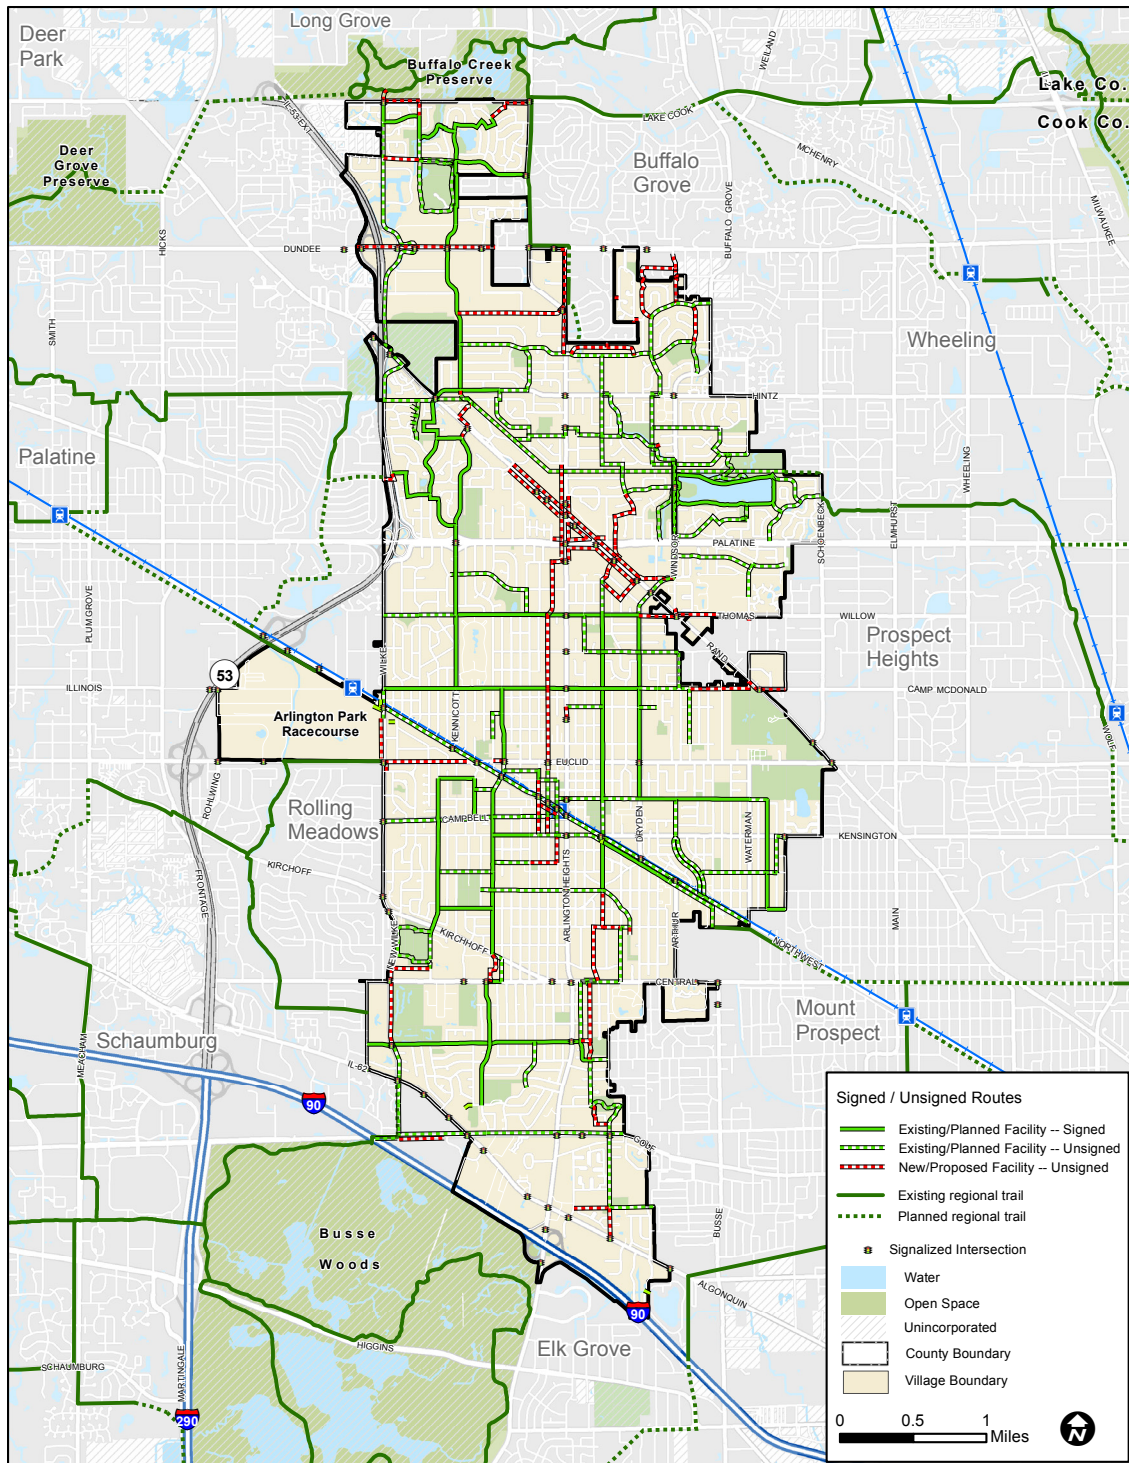 Deer
Park
Long Grove
Buffalo Creek
Preserve
WEILAND
IL-53 EXT
LAKE COOK
Lake Co.
Cook Co.
MCHENRY
Deer
Grove
Preserve
Buffalo
Grove
BUFFALO GROVE
MILWAUKEE
HICKS
DUNDEE
SMITH
Wheeling
HINTZ
Palatine
WHEELING
ELMHURST
SCHOENBECK
PALATINE
WINDSOR
PLUM GROVE
THOMAS
WILLOW
Prospect
Heights
RAND
WILKE
53
ILLINOIS
CAMP MCDONALD
KENNICOTT
Arlington Park
Racecourse
WOLF
EUCLID
ROHLWING
Rolling
Meadows
CAMPBELL
DRYDEN
WATERMAN
KENSINGTON
KIRCHOFF
FRONTAGE
ARLINGTON HEIGHTS
ARTHUR
MAIN
NEW WILKE
KIRCHHOFF
NORTHWEST
CENTRAL
Mount
Prospect
Schaumburg
MEACHAM
IL-62
90
GOLF
Busse
Woods
BUSSE
ALGONQUIN
90
Elk Grove
HIGGINS
SCHAUMBURG
MARTINGALE
290
Signed / Unsigned Routes
Existing/Planned Facility -- Signed
Existing/Planned Facility -- Unsigned
New/Proposed Facility -- Unsigned
Existing regional trail
Planned regional trail
Signalized Intersection
Water
Open Space
Unincorporated
County Boundary
Village Boundary
0 0.5 1
Miles
N